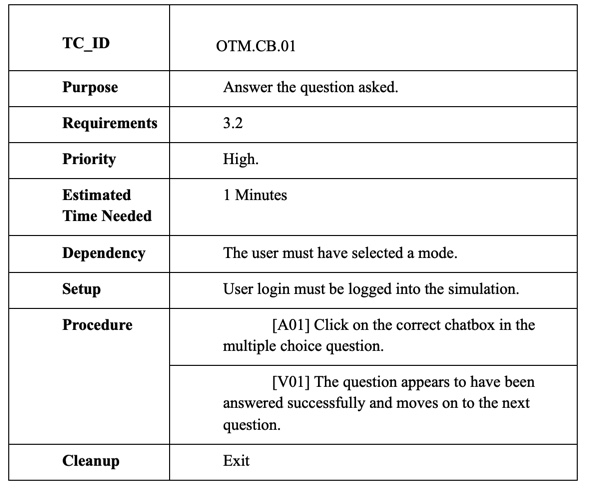 TC_ID
OTM.CB.01
Purpose
Answer the question asked.
Requirements
3.2
Priority
High.
Estimated
Time Needed
1 Minutes
Dependency
The user must have selected a mode.
Setup
User login must be logged into the simulation.
Procedure
[A01] Click on the correct chatbox in the
multiple choice question.
[V01] The question appears to have been
answered successfully and moves on to the next
question.
Cleanup
Exit